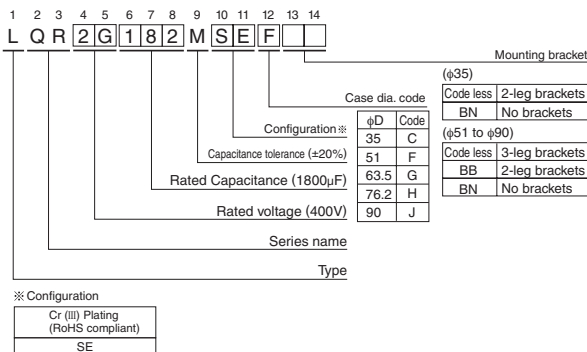 1 2 3 4 5 6 7 8 9 10 11 12 13 14
L Q R 2 G 1 8 2 M S E F
Mounting bracket
(ϕ35)
Code less 2-leg brackets
BN No brackets
(ϕ51 to ϕ90)
Code less 3-leg brackets
BB 2-leg brackets
BN No brackets
Case dia. code
ϕD Code
35 C
51 F
63.5 G
76.2 H
90 J
Configuration※
Capacitance tolerance (±20%)
Rated Capacitance (1800μF)
Rated voltage (400V)
Series name
Type
※Configuration
Cr (III) Plating
(RoHS compliant)
SE